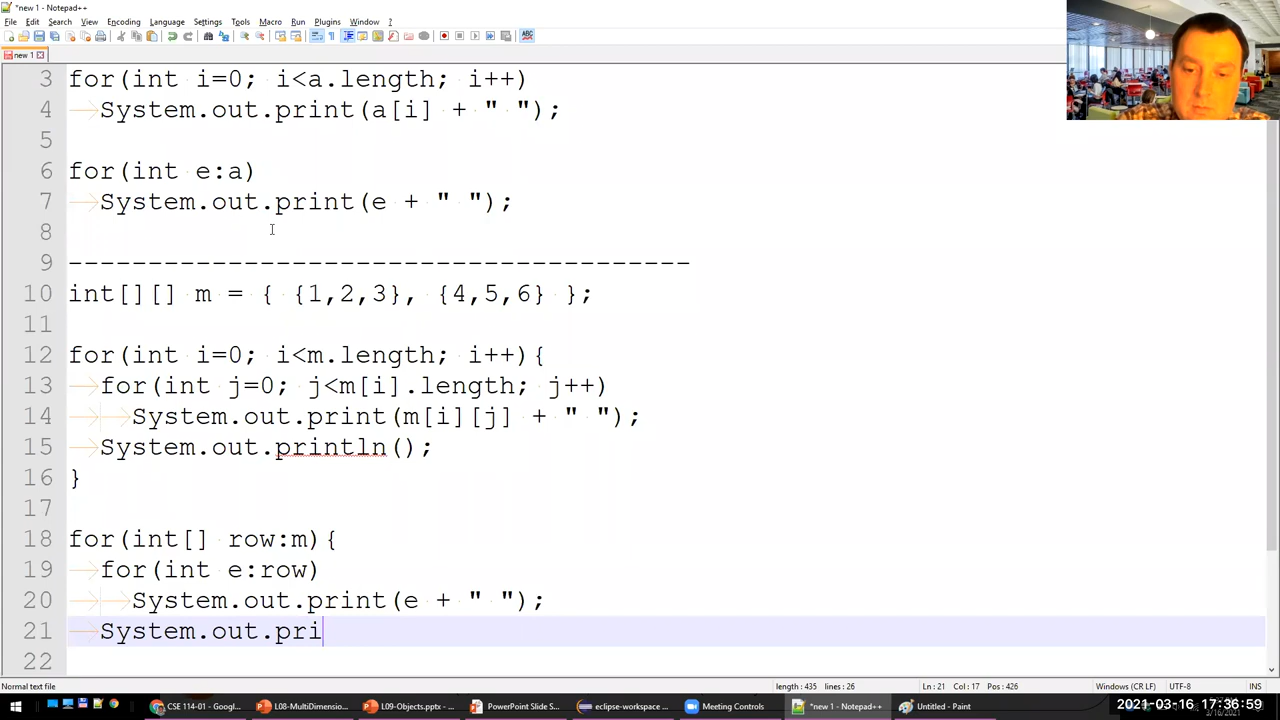 *new 1 - Notepad++
File Edit Search View Encoding Language Settings Tools Macro Run Plugins Window ?
new 1
3 for(int i=0; i<a.length; i++)
4 System.out.print(a[i] + " ");
5
6 for(int e:a)
7 System.out.print(e + " ");
8
9 ---------------------------------------
10 int[][] m = { {1,2,3}, {4,5,6} };
11
12 for(int i=0; i<m.length; i++){
13 for(int j=0; j<m[i].length; j++)
14 System.out.print(m[i][j] + " ");
15 System.out.println();
16 }
17
18 for(int[] row:m){
19 for(int e:row)
20 System.out.print(e + " ");
21 System.out.pri
22
Normal text file length : 435 lines : 26 Ln : 21 Col : 17 Pos : 426 Windows (CR LF) UTF-8 INS
CSE 114-01 - Googl... L08-MultiDimensio... L09-Objects.pptx - ... PowerPoint Slide S... eclipse-workspace ... Meeting Controls *new 1 - Notepad++ Untitled - Paint
2021-03-16 17:36:59